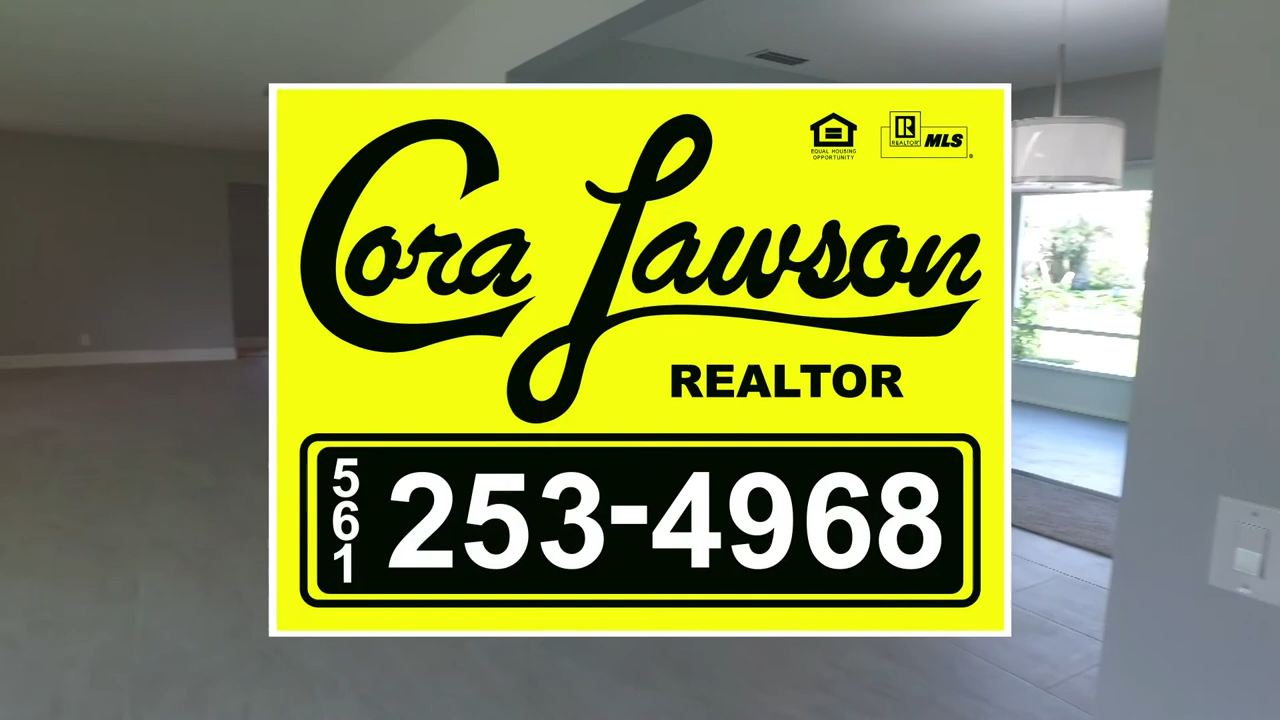 Cora Lawson
EQUAL HOUSING
OPPORTUNITY
REALTOR®
MLS
®
REALTOR
561
253-4968